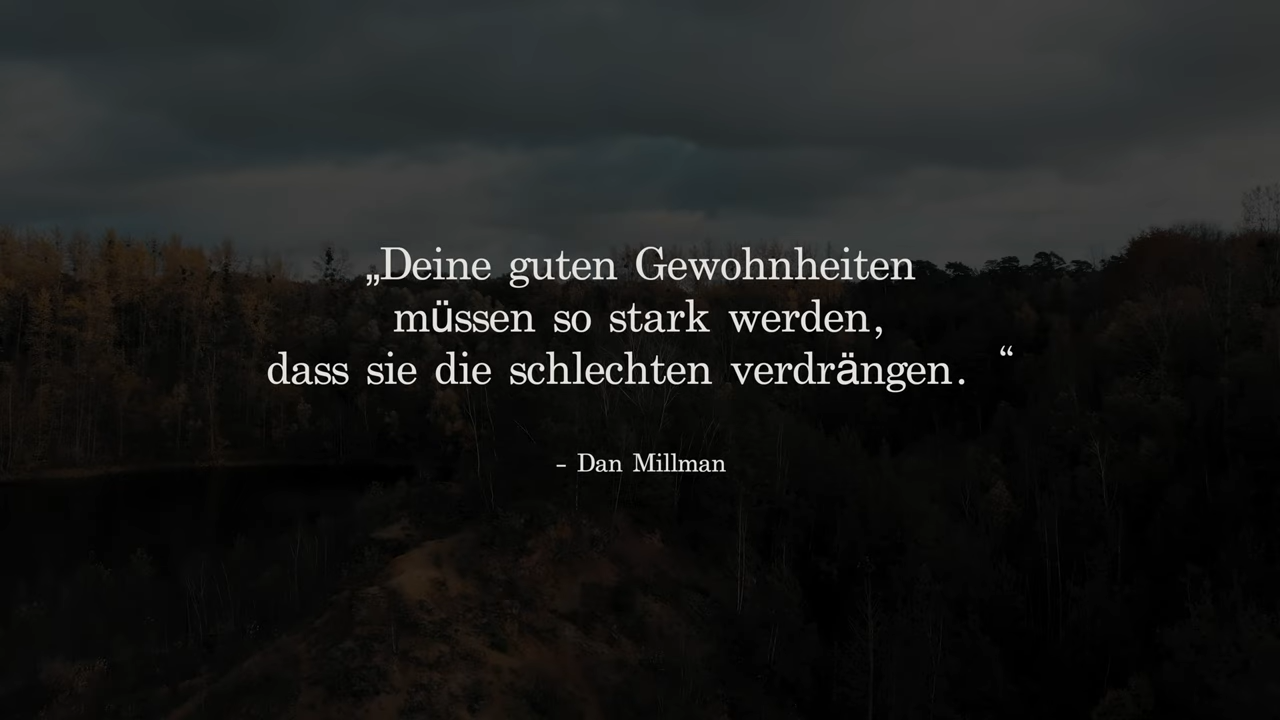 „Deine guten Gewohnheiten
müssen so stark werden,
dass sie die schlechten verdrängen. “
– Dan Millman